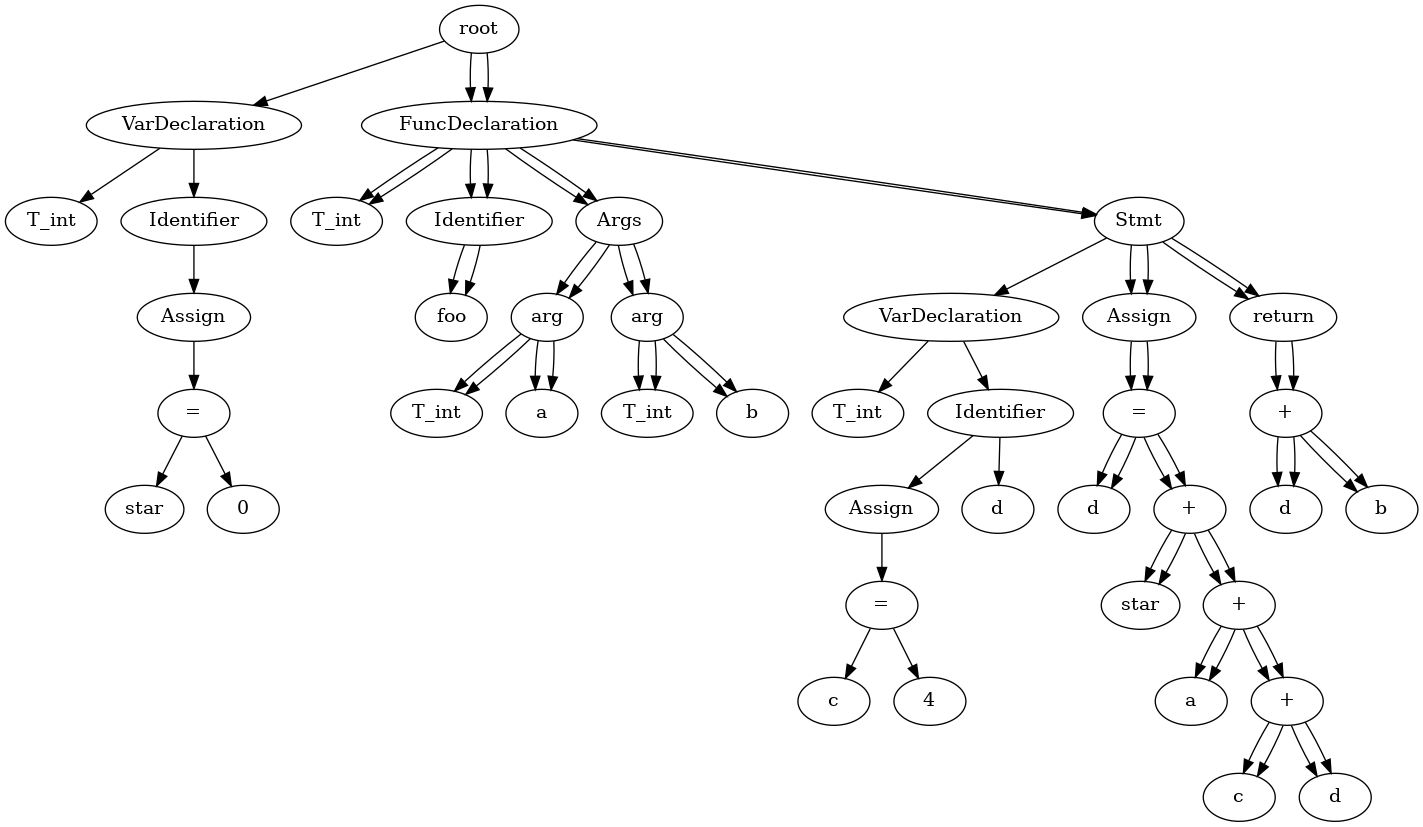 root
VarDeclaration
FuncDeclaration
T_int
Identifier
T_int
Identifier
Args
Stmt
Assign
foo
arg
arg
VarDeclaration
Assign
return
=
T_int
a
T_int
b
T_int
Identifier
=
+
star
0
Assign
d
d
+
d
b
=
star
+
c
4
a
+
c
d